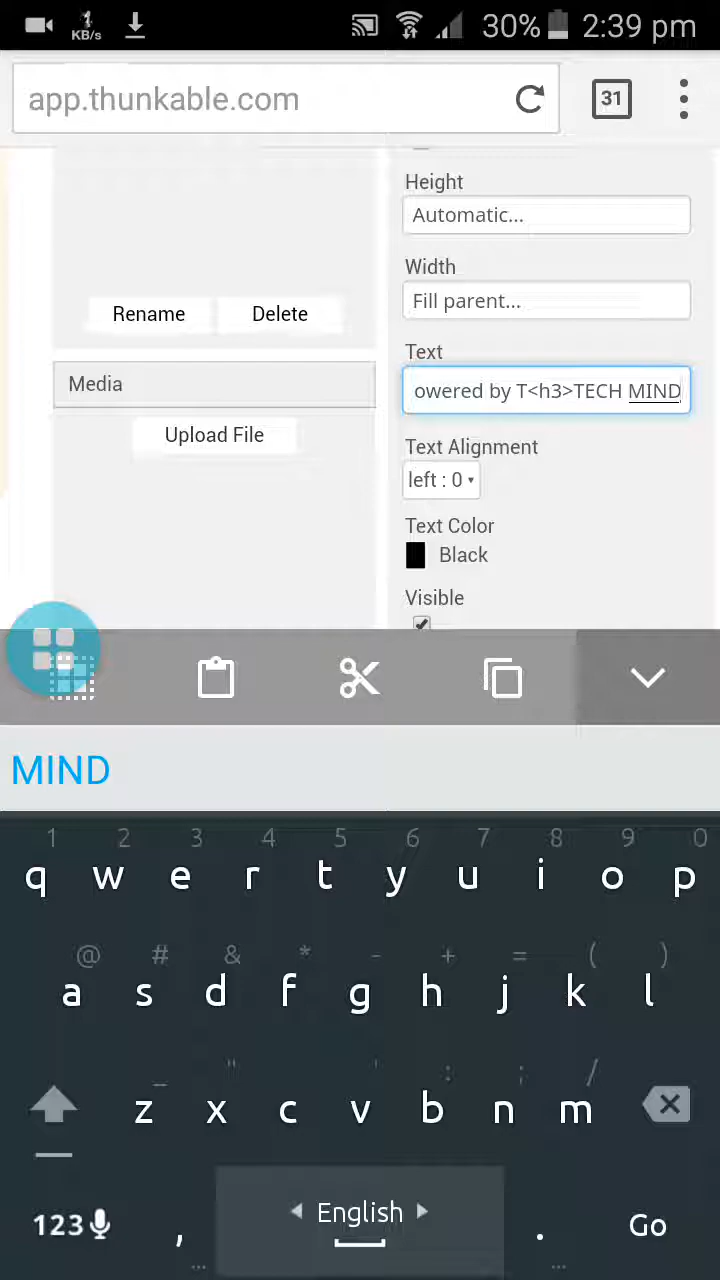 1
KB/s
30%
2:39 pm
app.thunkable.com
31
Height
Automatic...
Width
Fill parent...
Rename
Delete
Text
owered by T<h3>TECH MIND
Media
Upload File
Text Alignment
left : 0
Text Color
Black
Visible
MIND
1 2 3 4 5 6 7 8 9 0
q w e r t y u i o p
@ # & * - + = ( )
a s d f g h j k l
_ " ' : ; /
z x c v b n m
123 , English . Go
... ...